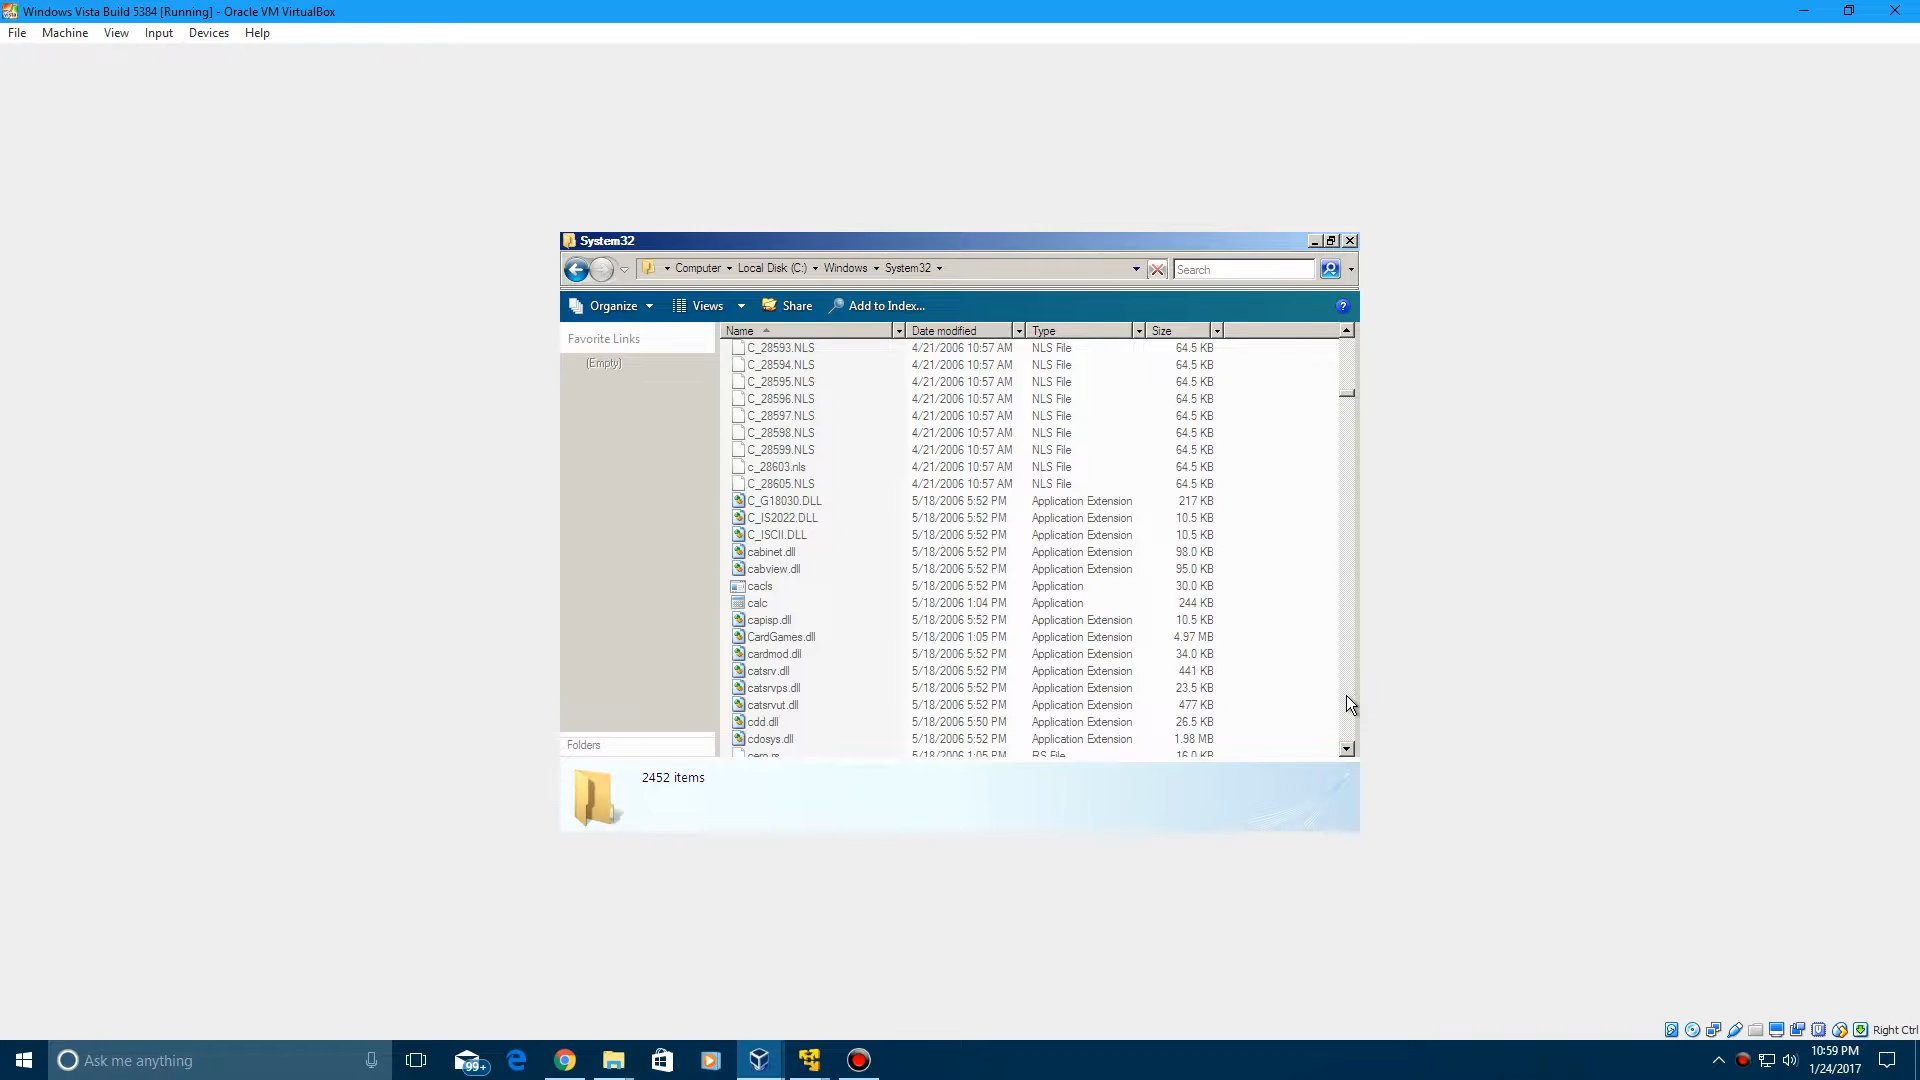 Windows Vista Build 5384 [Running] - Oracle VM VirtualBox
File Machine View Input Devices Help
System32
Computer Local Disk (C:) Windows System32 Search
Organize Views Share Add to Index... ?
Favorite Links
(Empty)
Folders
Name Date modified Type Size
C_28593.NLS 4/21/2006 10:57 AM NLS File 64.5 KB
C_28594.NLS 4/21/2006 10:57 AM NLS File 64.5 KB
C_28595.NLS 4/21/2006 10:57 AM NLS File 64.5 KB
C_28596.NLS 4/21/2006 10:57 AM NLS File 64.5 KB
C_28597.NLS 4/21/2006 10:57 AM NLS File 64.5 KB
C_28598.NLS 4/21/2006 10:57 AM NLS File 64.5 KB
C_28599.NLS 4/21/2006 10:57 AM NLS File 64.5 KB
c_28603.nls 4/21/2006 10:57 AM NLS File 64.5 KB
C_28605.NLS 4/21/2006 10:57 AM NLS File 64.5 KB
C_G18030.DLL 5/18/2006 5:52 PM Application Extension 217 KB
C_IS2022.DLL 5/18/2006 5:52 PM Application Extension 10.5 KB
C_ISCII.DLL 5/18/2006 5:52 PM Application Extension 10.5 KB
cabinet.dll 5/18/2006 5:52 PM Application Extension 98.0 KB
cabview.dll 5/18/2006 5:52 PM Application Extension 95.0 KB
cacls 5/18/2006 5:52 PM Application 30.0 KB
calc 5/18/2006 1:04 PM Application 244 KB
capisp.dll 5/18/2006 5:52 PM Application Extension 10.5 KB
CardGames.dll 5/18/2006 1:05 PM Application Extension 4.97 MB
cardmod.dll 5/18/2006 5:52 PM Application Extension 34.0 KB
catsrv.dll 5/18/2006 5:52 PM Application Extension 441 KB
catsrvps.dll 5/18/2006 5:52 PM Application Extension 23.5 KB
catsrvut.dll 5/18/2006 5:52 PM Application Extension 477 KB
cdd.dll 5/18/2006 5:50 PM Application Extension 26.5 KB
cdosys.dll 5/18/2006 5:52 PM Application Extension 1.98 MB
5/18/2006 1:05 PM RS File 16.0 KB
2452 items
Right Ctrl
Ask me anything
99+
10:59 PM
1/24/2017